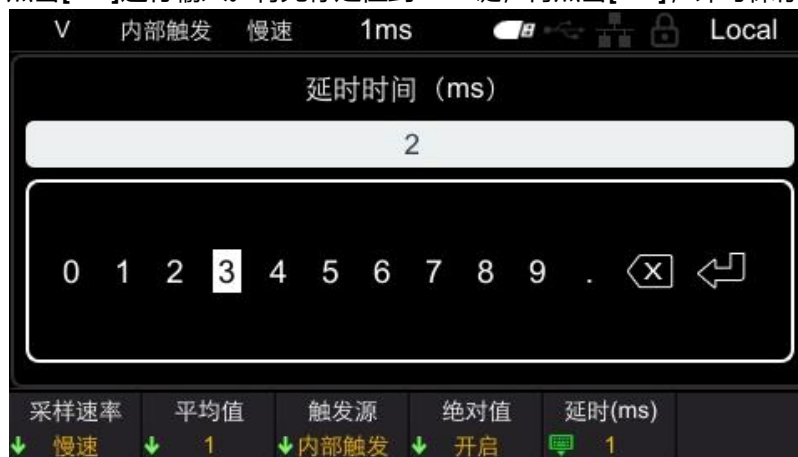 V 内部触发 慢速 1ms Local
延时时间（ms）
2
0 1 2 3 4 5 6 7 8 9 .
采样速率 平均值 触发源 绝对值 延时(ms)
慢速 1 内部触发 开启 1